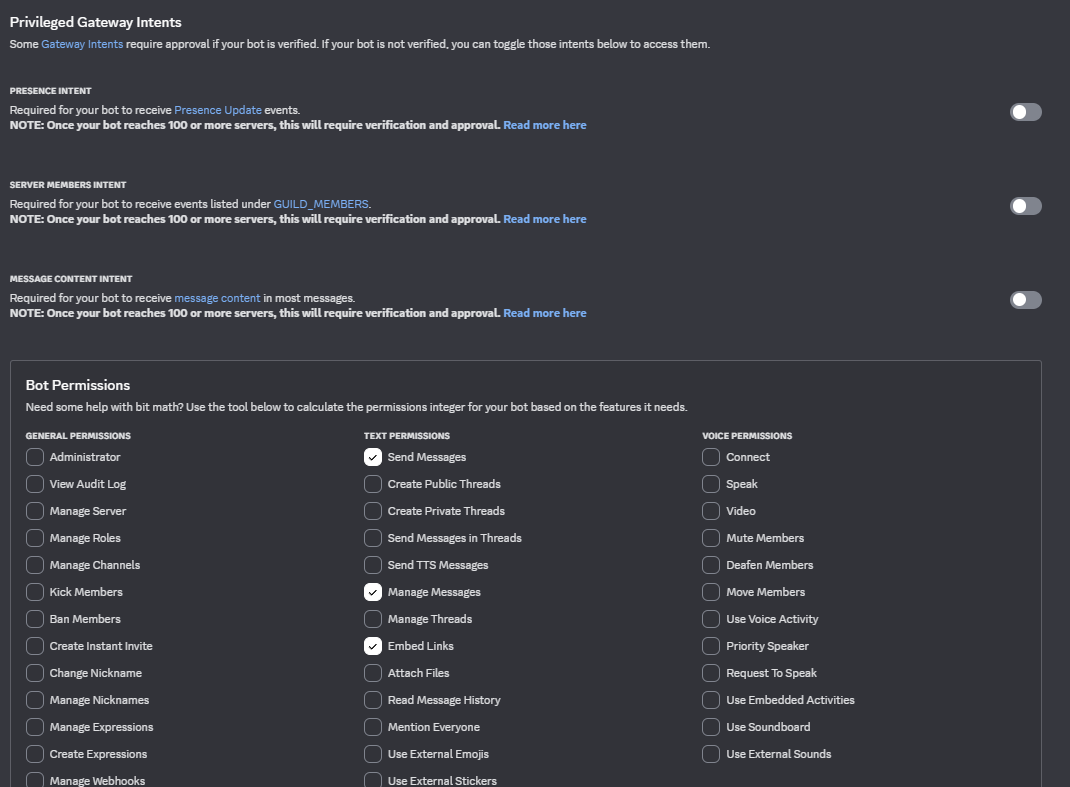 Privileged Gateway Intents
Some Gateway Intents require approval if your bot is verified. If your bot is not verified, you can toggle those intents below to access them.
PRESENCE INTENT
Required for your bot to receive Presence Update events.
NOTE: Once your bot reaches 100 or more servers, this will require verification and approval. Read more here
SERVER MEMBERS INTENT
Required for your bot to receive events listed under GUILD_MEMBERS.
NOTE: Once your bot reaches 100 or more servers, this will require verification and approval. Read more here
MESSAGE CONTENT INTENT
Required for your bot to receive message content in most messages.
NOTE: Once your bot reaches 100 or more servers, this will require verification and approval. Read more here
Bot Permissions
Need some help with bit math? Use the tool below to calculate the permissions integer for your bot based on the features it needs.
GENERAL PERMISSIONS
Administrator
View Audit Log
Manage Server
Manage Roles
Manage Channels
Kick Members
Ban Members
Create Instant Invite
Change Nickname
Manage Nicknames
Manage Expressions
Create Expressions
Manage Webhooks
TEXT PERMISSIONS
Send Messages
Create Public Threads
Create Private Threads
Send Messages in Threads
Send TTS Messages
Manage Messages
Manage Threads
Embed Links
Attach Files
Read Message History
Mention Everyone
Use External Emojis
Use External Stickers
VOICE PERMISSIONS
Connect
Speak
Video
Mute Members
Deafen Members
Move Members
Use Voice Activity
Priority Speaker
Request To Speak
Use Embedded Activities
Use Soundboard
Use External Sounds